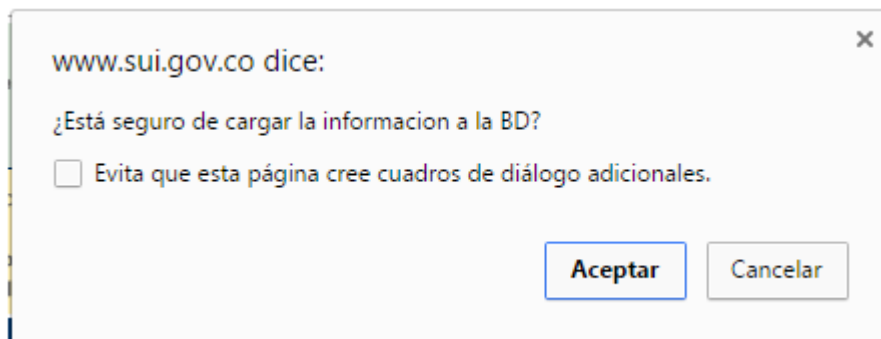 www.sui.gov.co dice:
¿Está seguro de cargar la informacion a la BD?
Evita que esta página cree cuadros de diálogo adicionales.
Aceptar Cancelar